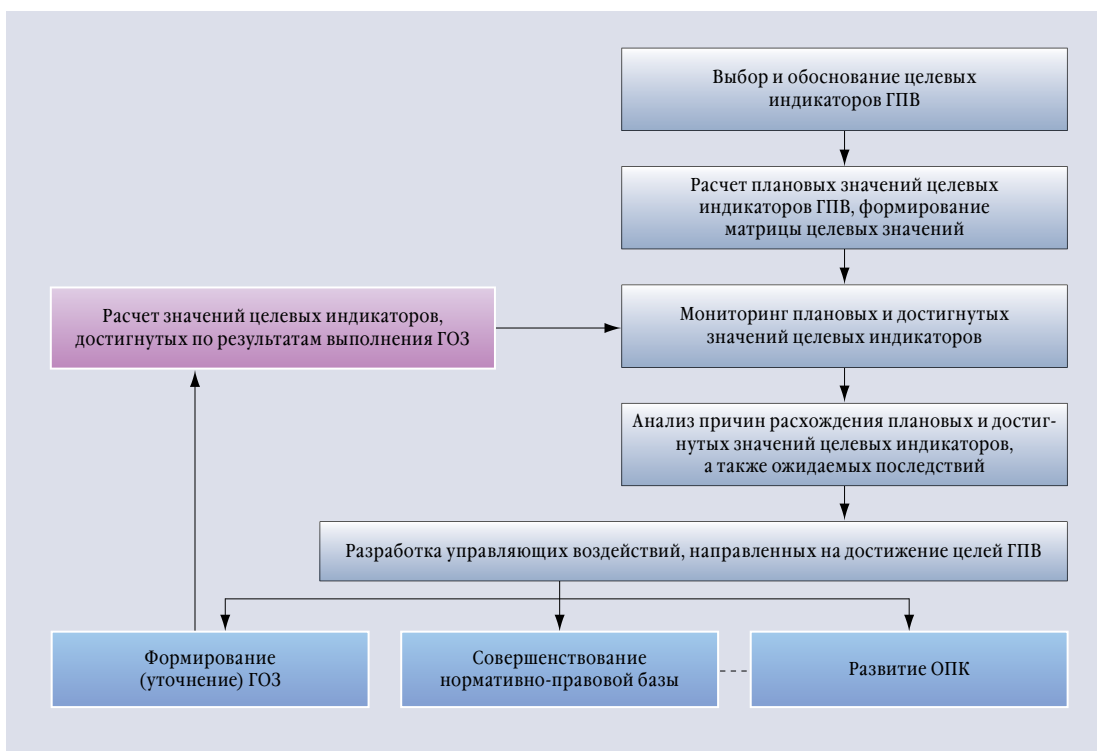 Выбор и обоснование целевых
индикаторов ГПВ
Расчет плановых значений целевых
индикаторов ГПВ, формирование
матрицы целевых значений
Расчет значений целевых индикаторов,
достигнутых по результатам выполнения ГОЗ
Мониторинг плановых и достигнутых
значений целевых индикаторов
Анализ причин расхождения плановых и достиг-
нутых значений целевых индикаторов,
а также ожидаемых последствий
Разработка управляющих воздействий, направленных на достижение целей ГПВ
Формирование
(уточнение) ГОЗ
Совершенствование
нормативно-правовой базы
Развитие ОПК